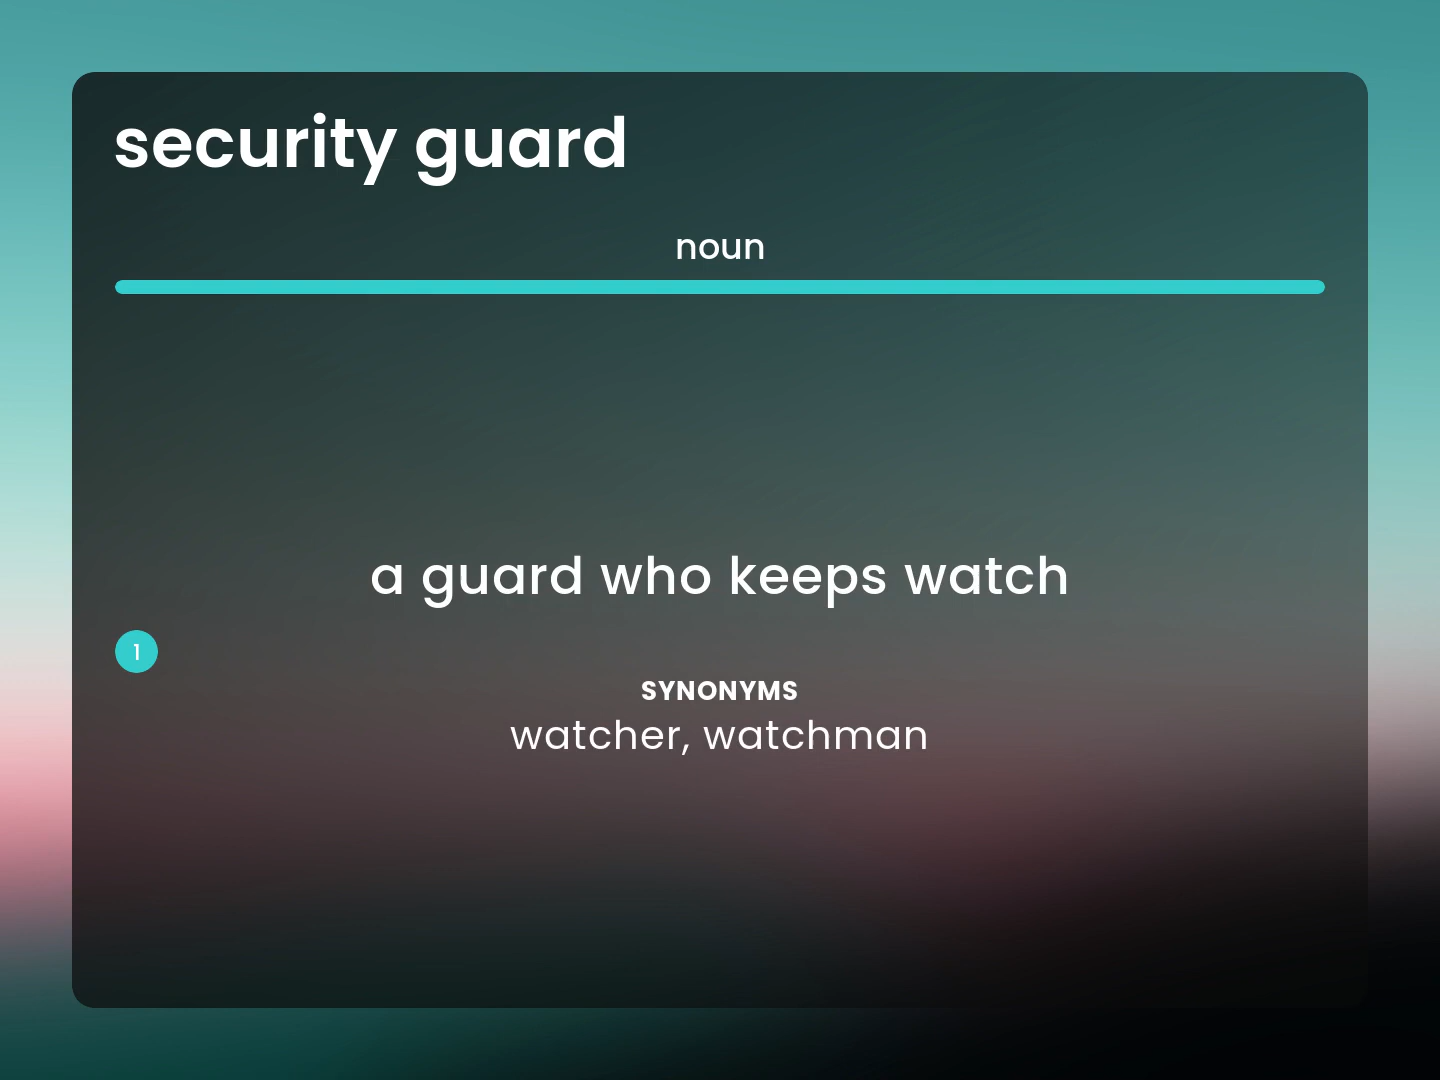 security guard
noun
a guard who keeps watch
1
SYNONYMS
watcher, watchman